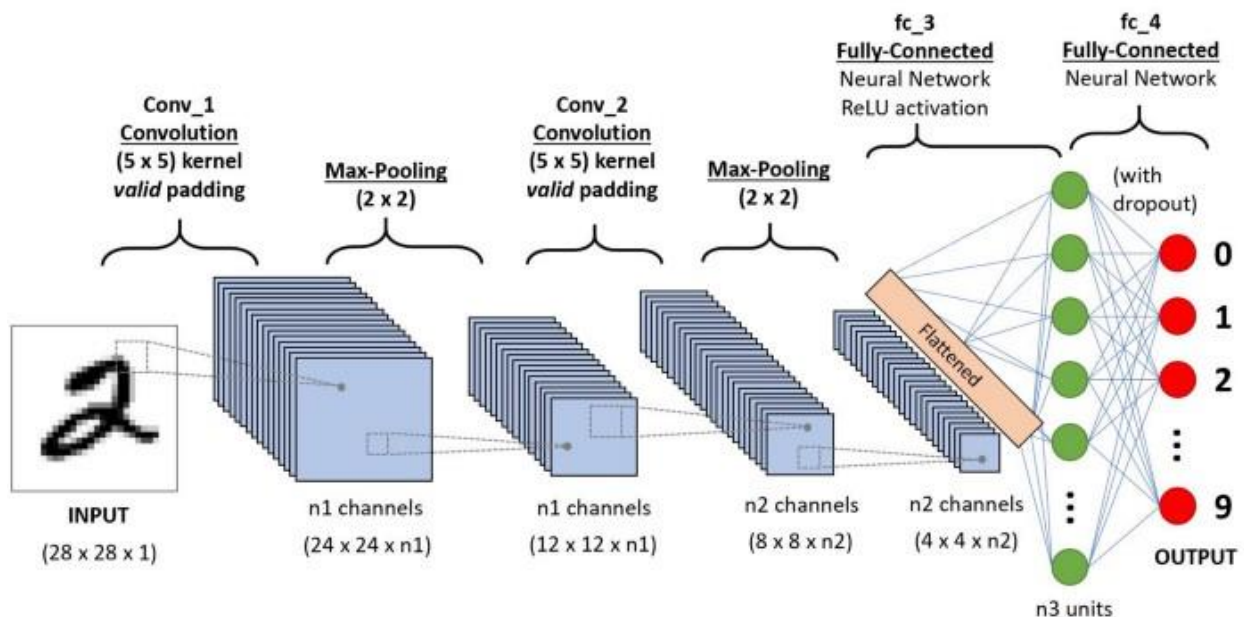 fc_3
Fully-Connected
Neural Network
ReLU activation
fc_4
Fully-Connected
Neural Network
Conv_1
Convolution
(5 x 5) kernel
valid padding
Max-Pooling
(2 x 2)
Conv_2
Convolution
(5 x 5) kernel
valid padding
Max-Pooling
(2 x 2)
(with
dropout)
Flattened
0
1
2
...
9
...
INPUT
(28 x 28 x 1)
n1 channels
(24 x 24 x n1)
n1 channels
(12 x 12 x n1)
n2 channels
(8 x 8 x n2)
n2 channels
(4 x 4 x n2)
OUTPUT
n3 units
2